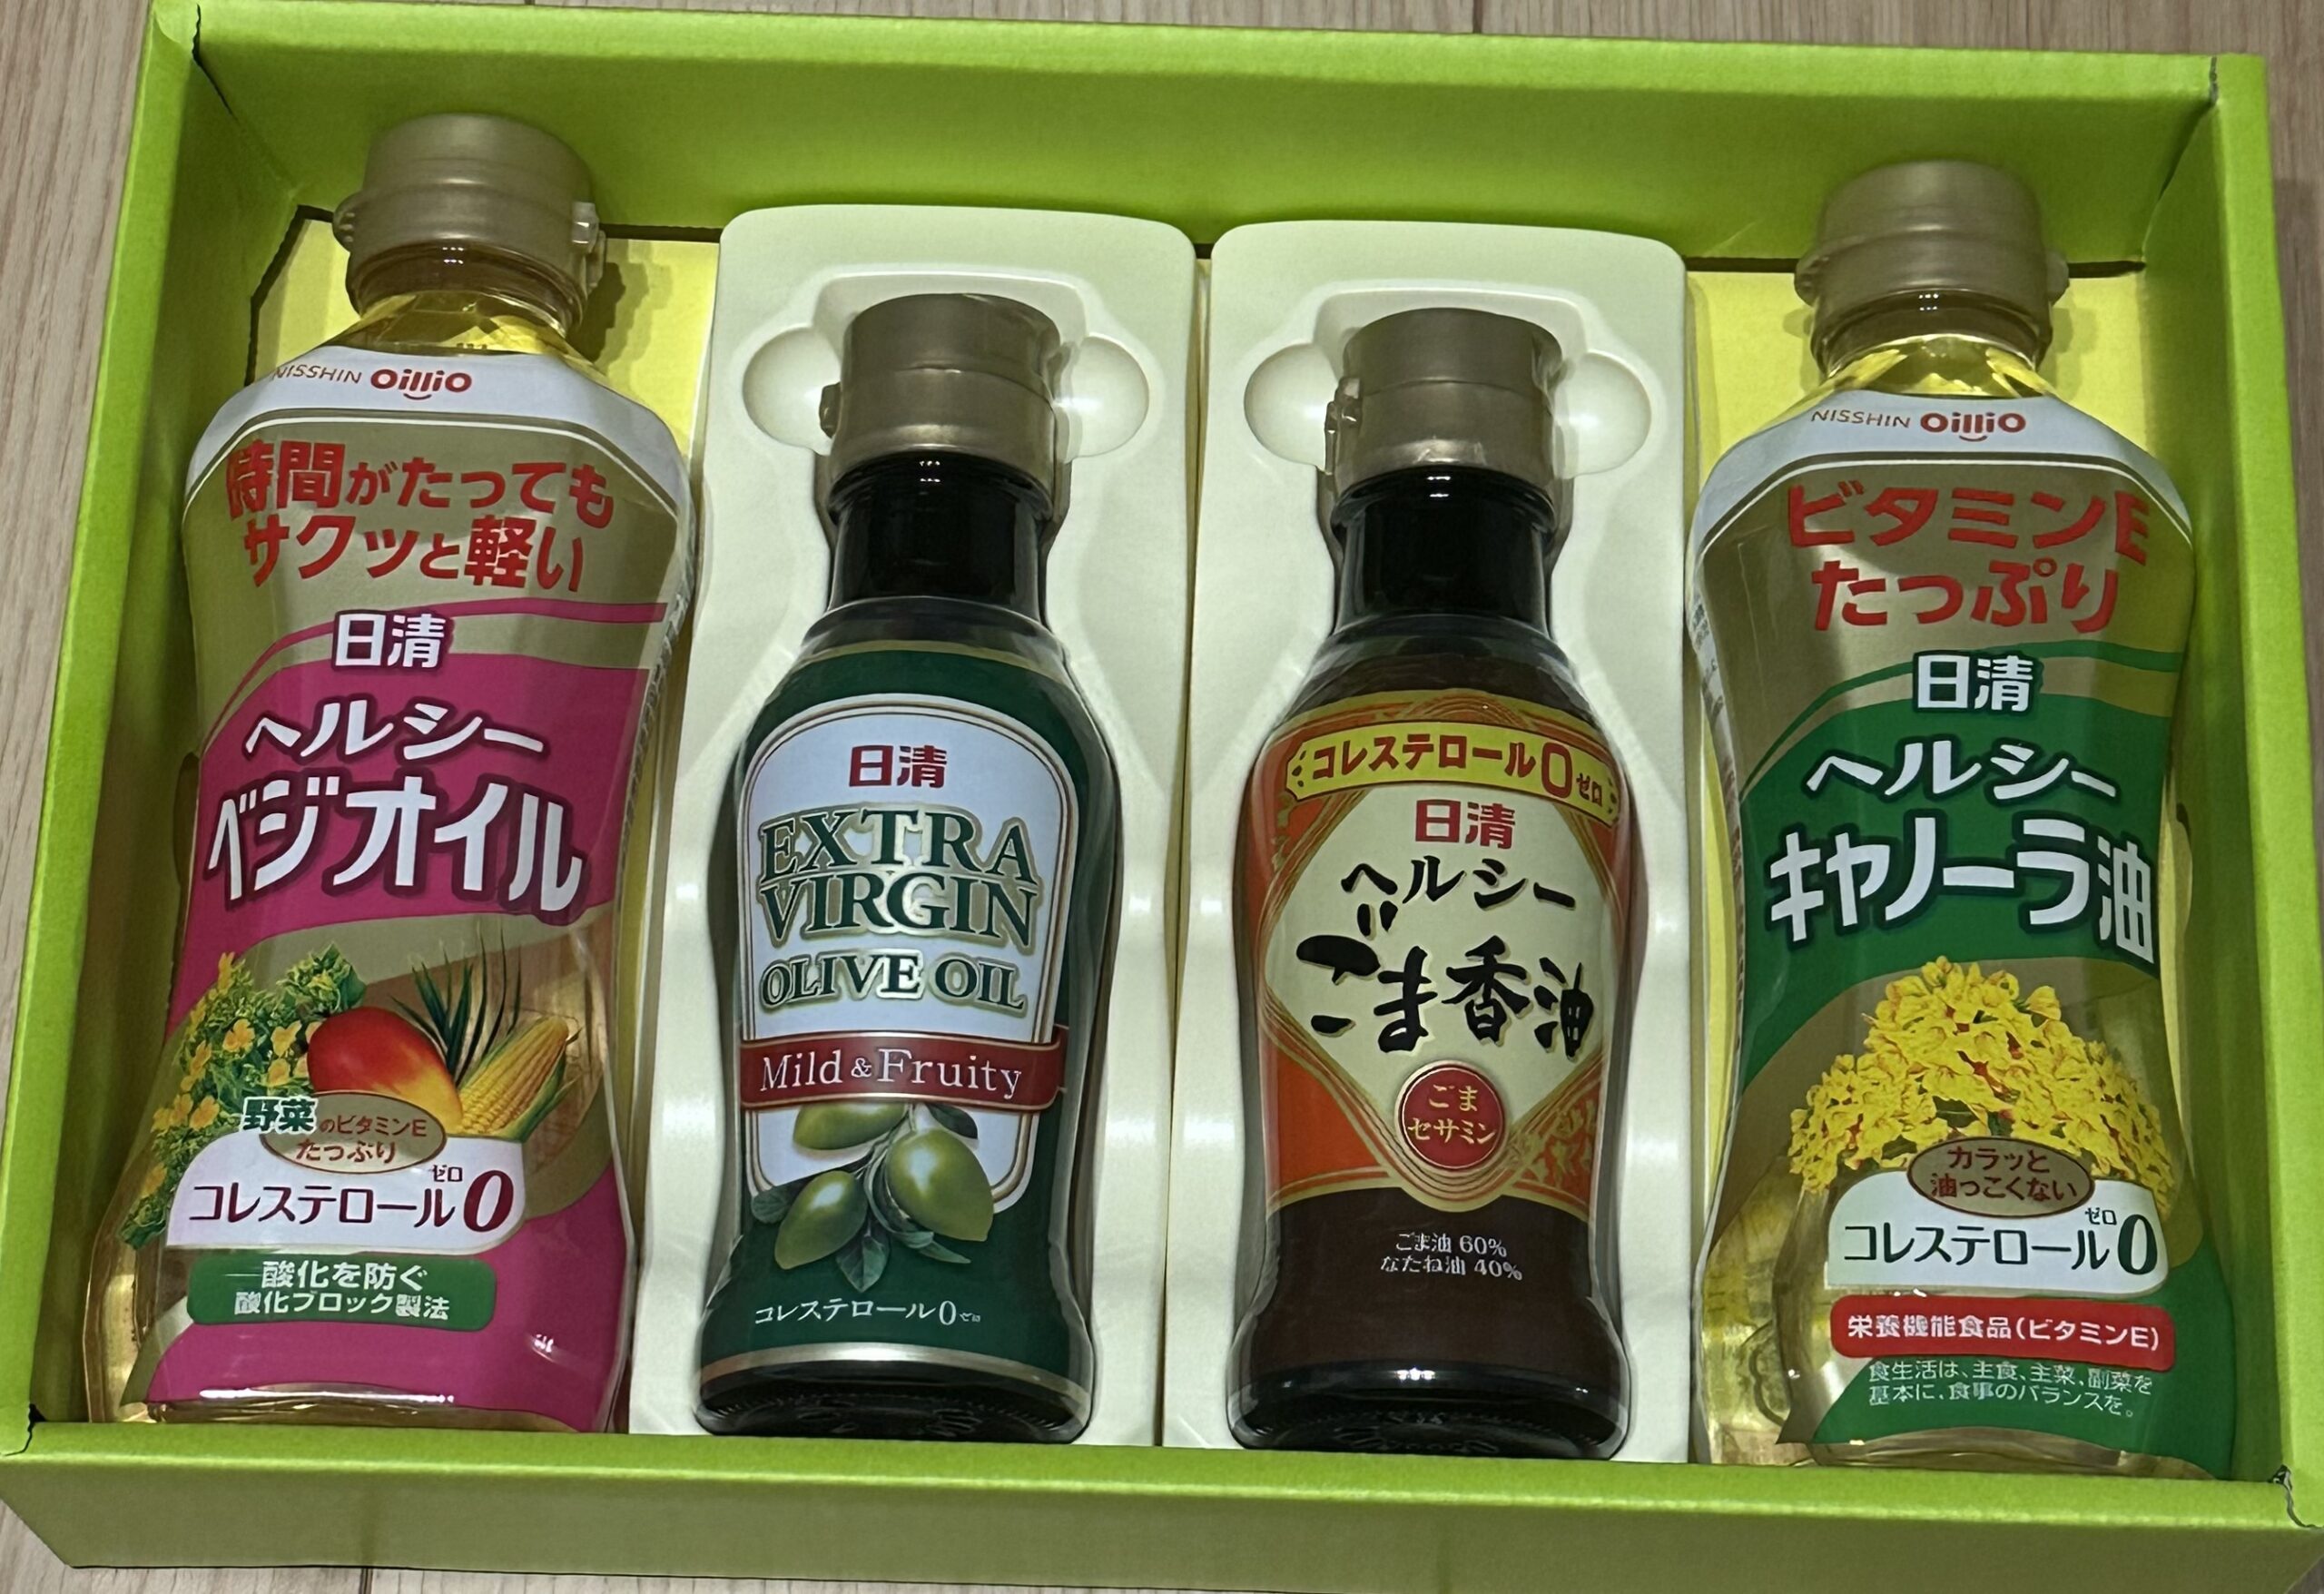 NISSHIN OilliO
時間がたっても
サクッと軽い
日清
ヘルシー
ベジオイル
野菜のビタミンE
たっぷり
ゼロ
コレステロール0
酸化を防ぐ
酸化ブロック製法
日清
EXTRA
VIRGIN
OLIVE OIL
Mild & Fruity
コレステロール0ゼロ
コレステロール0ゼロ
日清
ヘルシー
ごま香油
ごま
セサミン
ごま油 60%
なたね油 40%
NISSHIN OilliO
ビタミンE
たっぷり
日清
ヘルシー
キャノーラ油
カラッと
油っこくない
ゼロ
コレステロール0
栄養機能食品(ビタミンE)
食生活は、主食、主菜、副菜を
基本に、食事のバランスを。